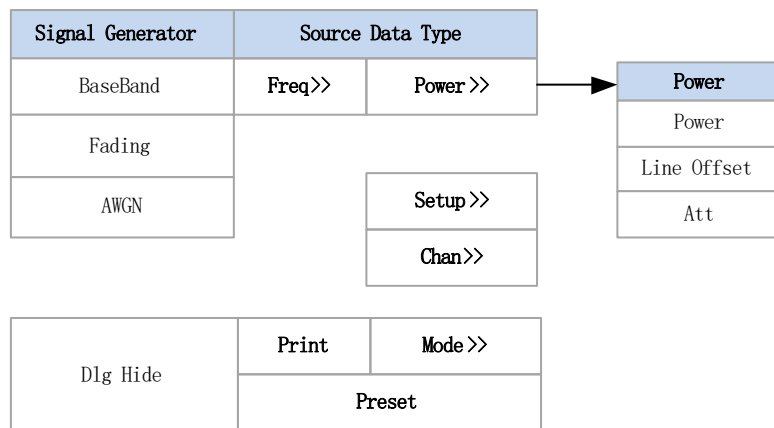 Signal Generator
Source Data Type
BaseBand
Freq>>
Power>>
Power
Power
Fading
Line Offset
AWGN
Setup>>
Att
Chan>>
Dlg Hide
Print
Mode>>
Preset